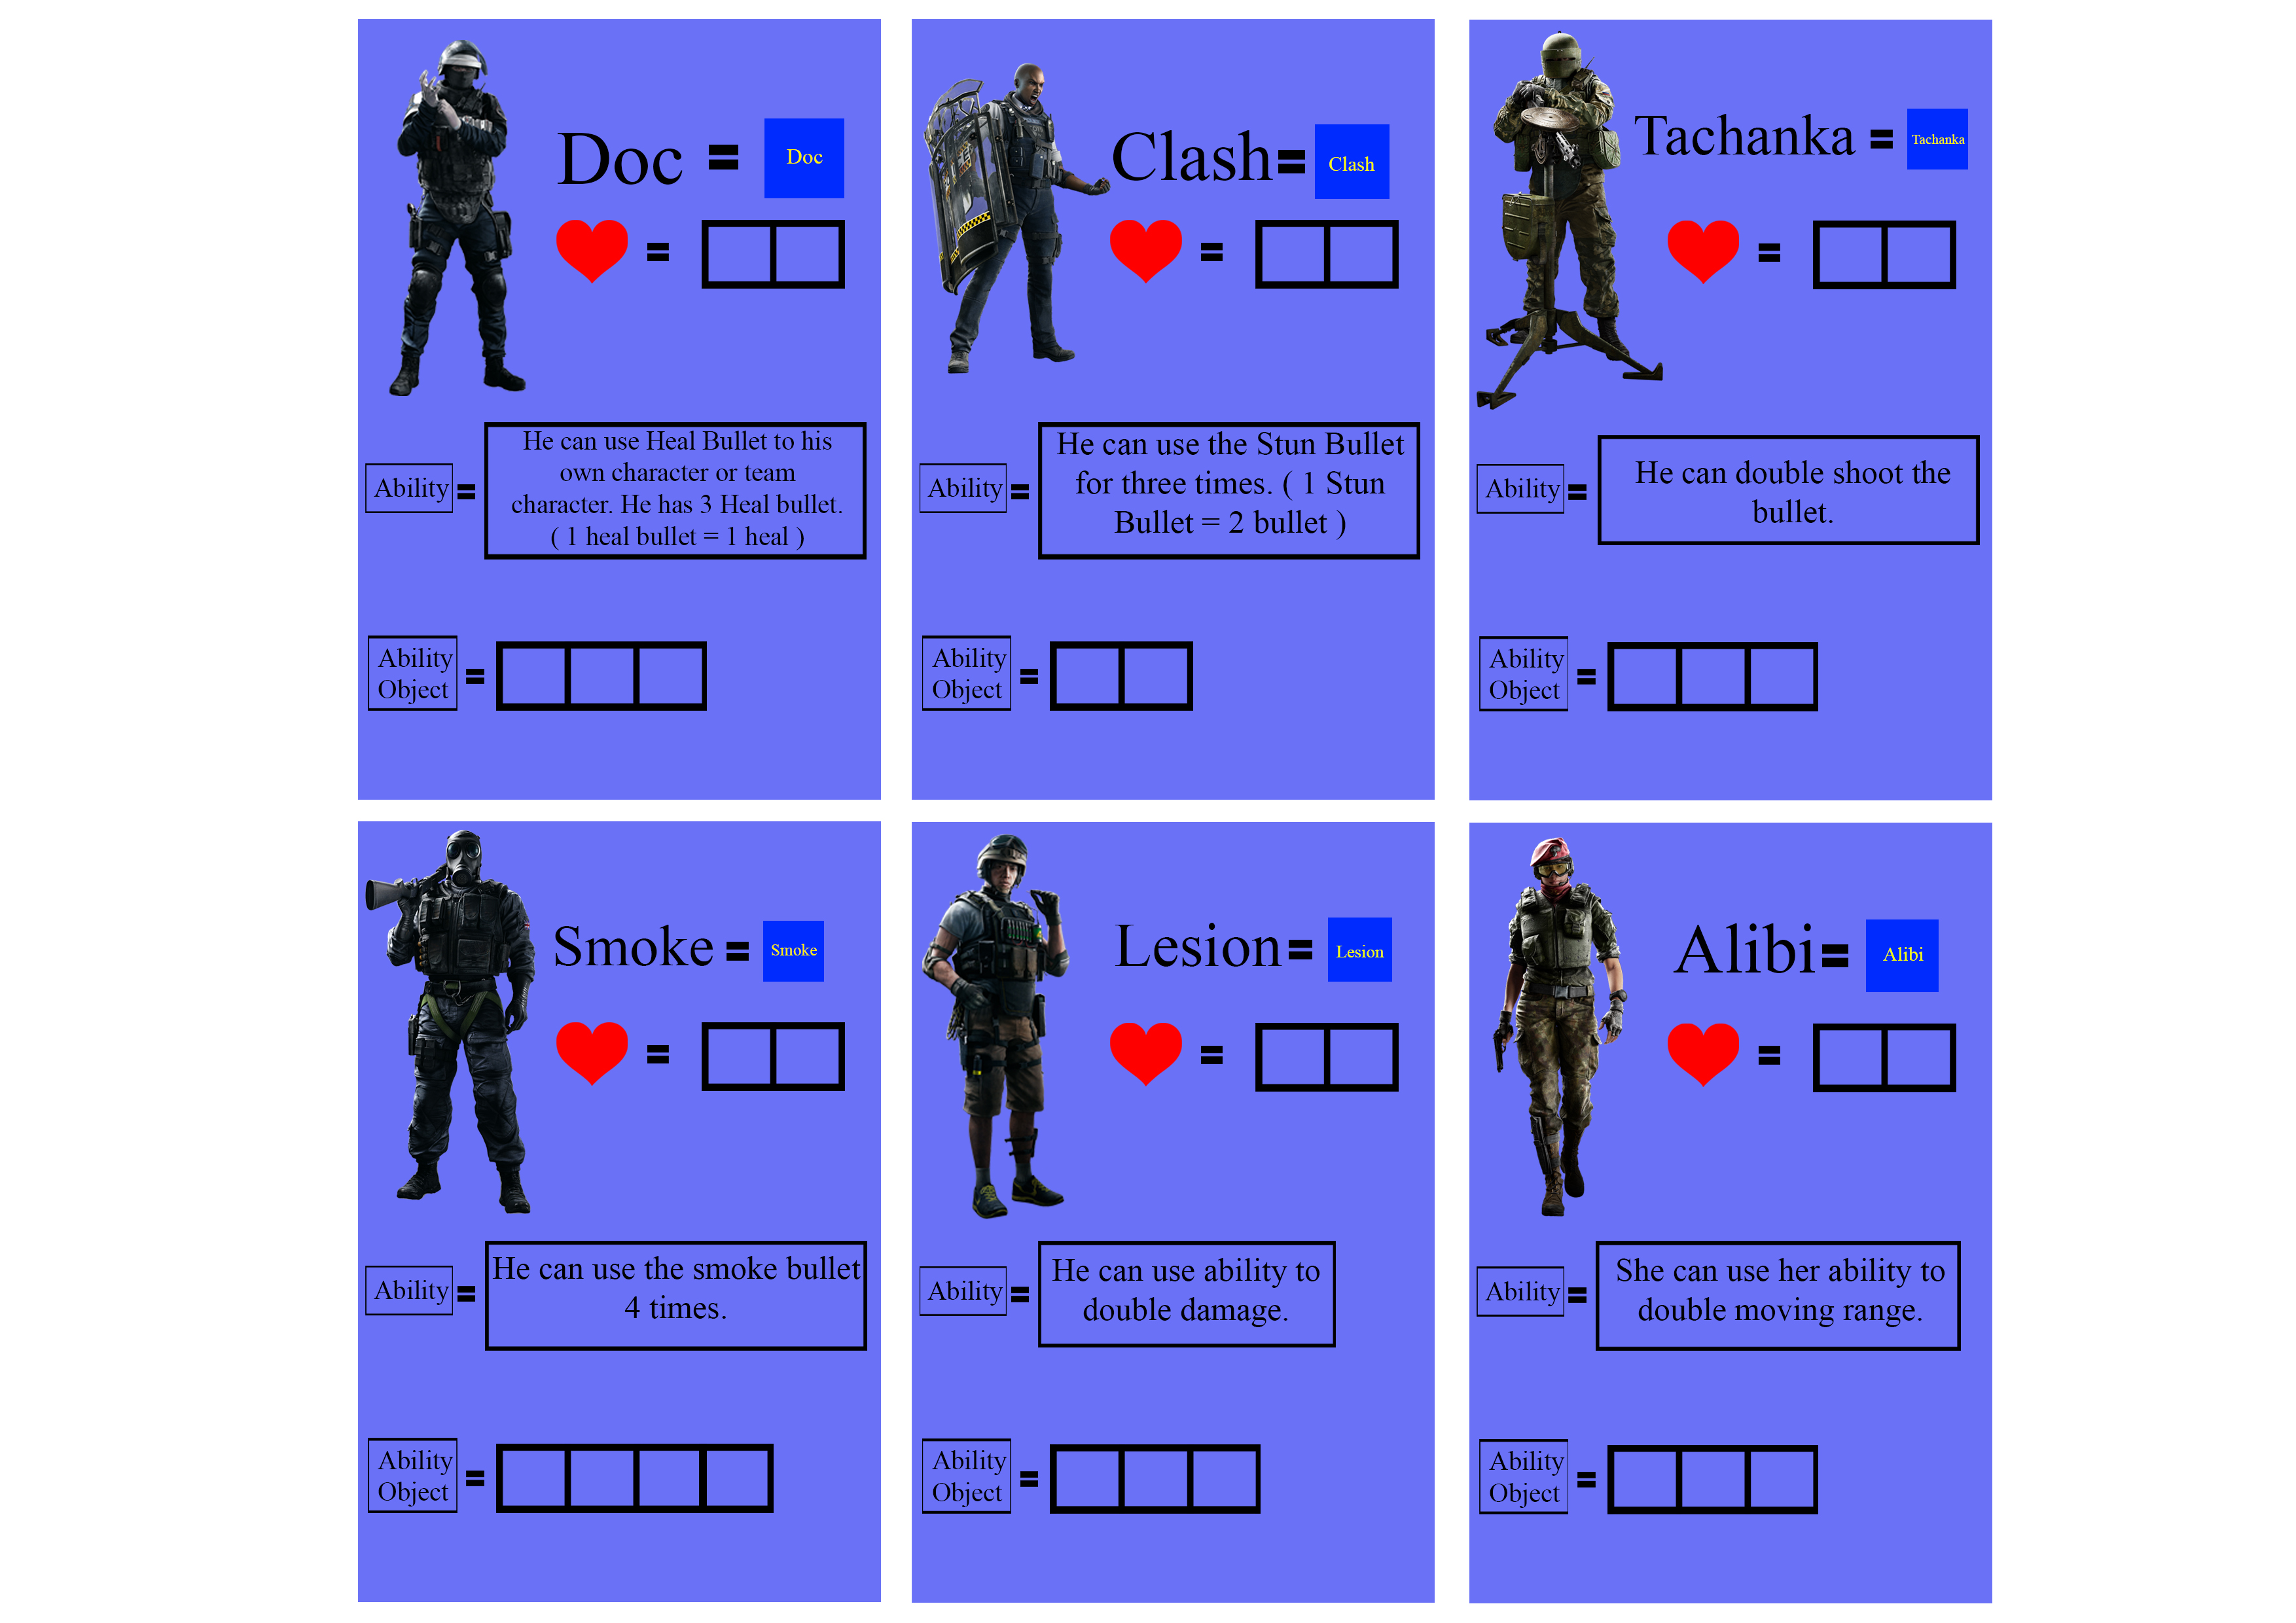 Doc = Doc
=
Ability =
He can use Heal Bullet to his
own character or team
character. He has 3 Heal bullet.
( 1 heal bullet = 1 heal )
Ability
Object =
Clash = Clash
=
Ability =
He can use the Stun Bullet
for three times. ( 1 Stun
Bullet = 2 bullet )
Ability
Object =
Tachanka = Tachanka
=
Ability =
He can double shoot the
bullet.
Ability
Object =
Smoke = Smoke
=
Ability =
He can use the smoke bullet
4 times.
Ability
Object =
Lesion = Lesion
=
Ability =
He can use ability to
double damage.
Ability
Object =
Alibi = Alibi
=
Ability =
She can use her ability to
double moving range.
Ability
Object =